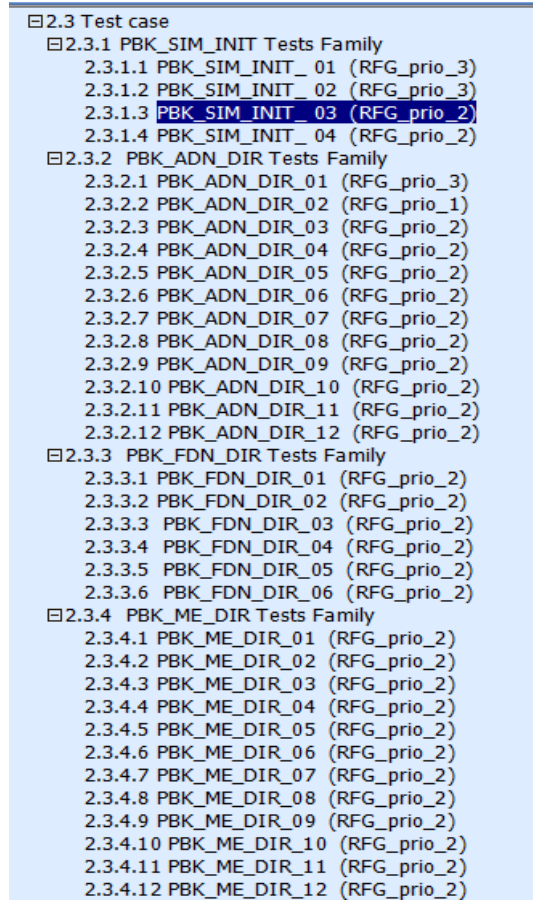 2.3 Test case
2.3.1 PBK_SIM_INIT Tests Family
2.3.1.1 PBK_SIM_INIT_ 01 (RFG_prio_3)
2.3.1.2 PBK_SIM_INIT_ 02 (RFG_prio_3)
2.3.1.3 PBK_SIM_INIT_ 03 (RFG_prio_2)
2.3.1.4 PBK_SIM_INIT_ 04 (RFG_prio_2)
2.3.2 PBK_ADN_DIR Tests Family
2.3.2.1 PBK_ADN_DIR_01 (RFG_prio_3)
2.3.2.2 PBK_ADN_DIR_02 (RFG_prio_1)
2.3.2.3 PBK_ADN_DIR_03 (RFG_prio_2)
2.3.2.4 PBK_ADN_DIR_04 (RFG_prio_2)
2.3.2.5 PBK_ADN_DIR_05 (RFG_prio_2)
2.3.2.6 PBK_ADN_DIR_06 (RFG_prio_2)
2.3.2.7 PBK_ADN_DIR_07 (RFG_prio_2)
2.3.2.8 PBK_ADN_DIR_08 (RFG_prio_2)
2.3.2.9 PBK_ADN_DIR_09 (RFG_prio_2)
2.3.2.10 PBK_ADN_DIR_10 (RFG_prio_2)
2.3.2.11 PBK_ADN_DIR_11 (RFG_prio_2)
2.3.2.12 PBK_ADN_DIR_12 (RFG_prio_2)
2.3.3 PBK_FDN_DIR Tests Family
2.3.3.1 PBK_FDN_DIR_01 (RFG_prio_2)
2.3.3.2 PBK_FDN_DIR_02 (RFG_prio_2)
2.3.3.3 PBK_FDN_DIR_03 (RFG_prio_2)
2.3.3.4 PBK_FDN_DIR_04 (RFG_prio_2)
2.3.3.5 PBK_FDN_DIR_05 (RFG_prio_2)
2.3.3.6 PBK_FDN_DIR_06 (RFG_prio_2)
2.3.4 PBK_ME_DIR Tests Family
2.3.4.1 PBK_ME_DIR_01 (RFG_prio_2)
2.3.4.2 PBK_ME_DIR_02 (RFG_prio_2)
2.3.4.3 PBK_ME_DIR_03 (RFG_prio_2)
2.3.4.4 PBK_ME_DIR_04 (RFG_prio_2)
2.3.4.5 PBK_ME_DIR_05 (RFG_prio_2)
2.3.4.6 PBK_ME_DIR_06 (RFG_prio_2)
2.3.4.7 PBK_ME_DIR_07 (RFG_prio_2)
2.3.4.8 PBK_ME_DIR_08 (RFG_prio_2)
2.3.4.9 PBK_ME_DIR_09 (RFG_prio_2)
2.3.4.10 PBK_ME_DIR_10 (RFG_prio_2)
2.3.4.11 PBK_ME_DIR_11 (RFG_prio_2)
2.3.4.12 PBK_ME_DIR_12 (RFG_prio_2)